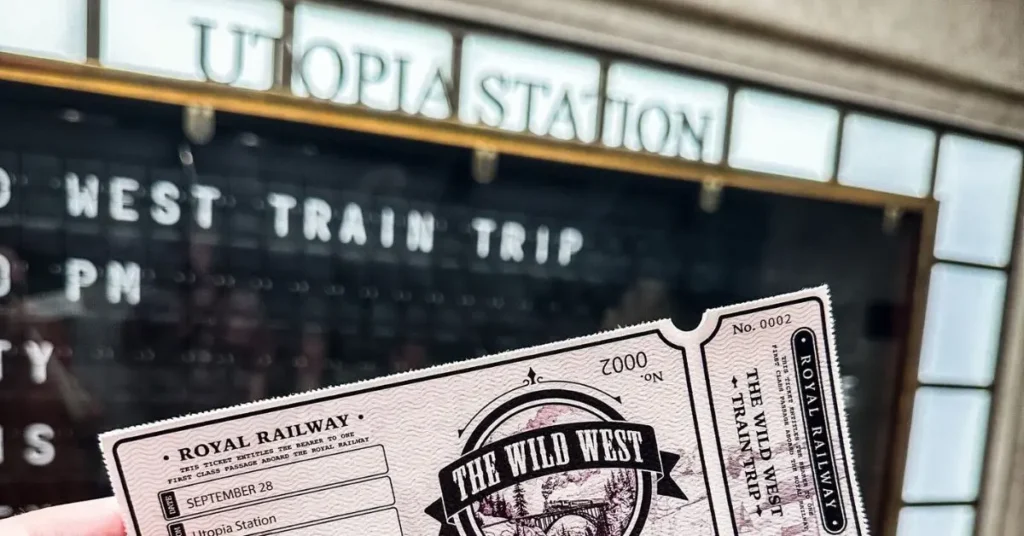 UTOPIA STATION
WEST TRAIN TRIP
PM
• ROYAL RAILWAY •
THIS TICKET ENTITLES THE BEARER TO ONE
FIRST CLASS PASSAGE ABOARD THE ROYAL RAILWAY
DATE
SEPTEMBER 28
Utopia Station
No. 0002
THE WILD WEST
No. 0002
THE WILD WEST
TRAIN TRIP
• ROYAL RAILWAY •